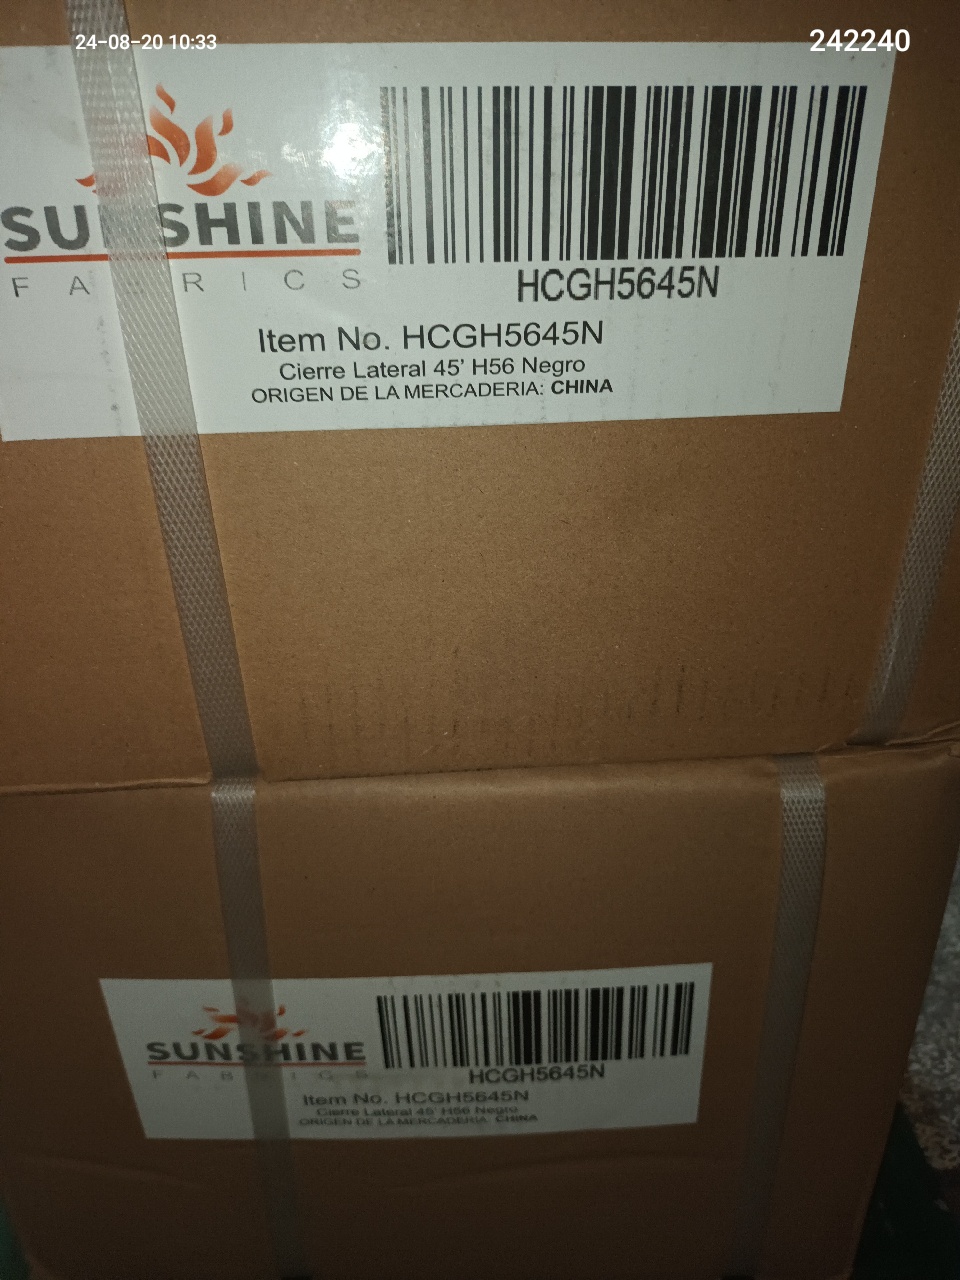 24-08-20 10:33
242240
SUNSHINE
FABRICS
HCGH5645N
Item No. HCGH5645N
Cierre Lateral 45' H56 Negro
ORIGEN DE LA MERCADERIA: CHINA
SUNSHINE
FABRICS
HCGH5645N
Item No. HCGH5645N
Cierre Lateral 45' H56 Negro
ORIGEN DE LA MERCADERIA: CHINA